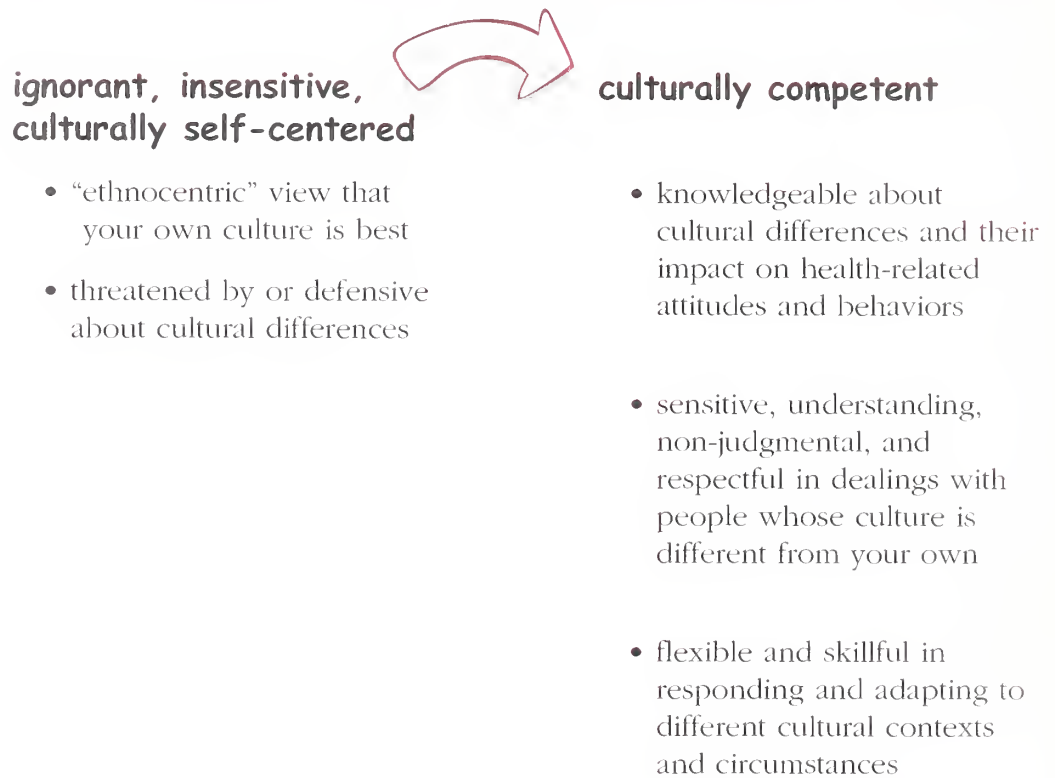 ignorant, insensitive,
culturally self-centered
• “ethnocentric” view that
your own culture is best
• threatened by or defensive
about cultural differences
culturally competent
• knowledgeable about
cultural differences and their
impact on health-related
attitudes and behaviors
• sensitive, understanding,
non-judgmental, and
respectful in dealings with
people whose culture is
different from your own
• flexible and skillful in
responding and adapting to
different cultural contexts
and circumstances